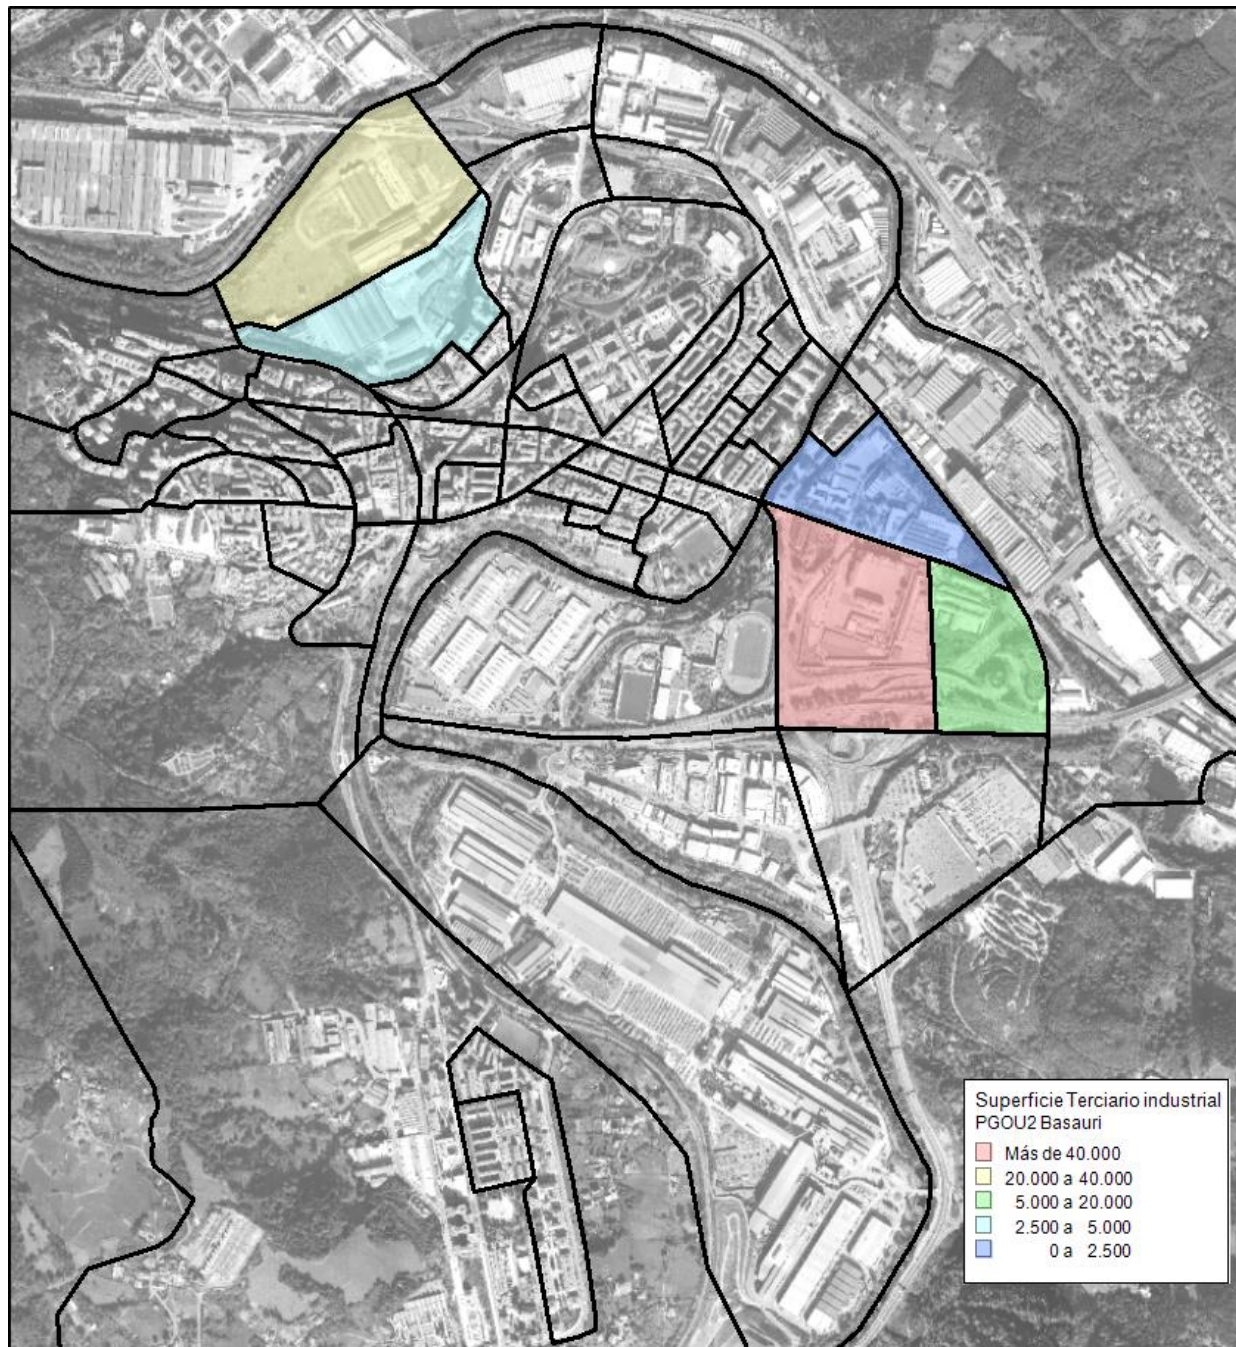 Superficie Terciario industrial
PGOU2 Basauri
Más de 40.000
20.000 a 40.000
5.000 a 20.000
2.500 a 5.000
0 a 2.500